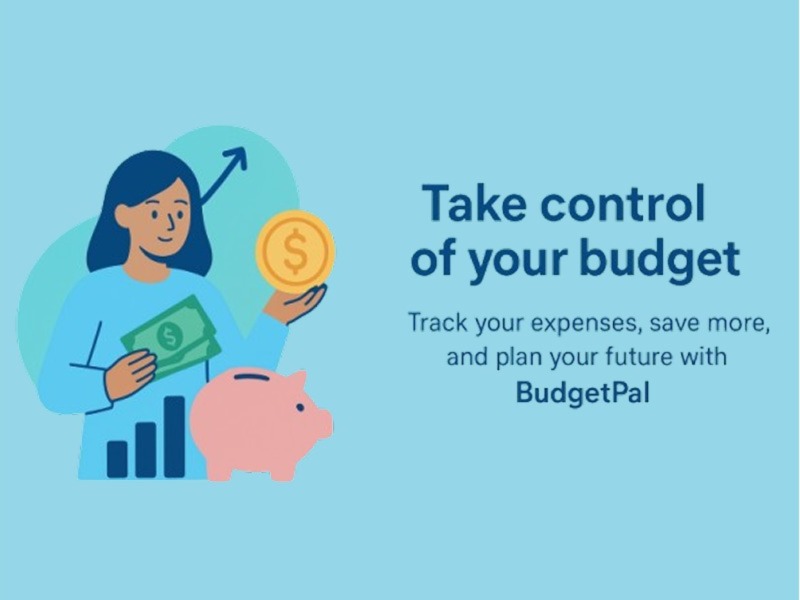 Take control
of your budget
Track your expenses, save more,
and plan your future with
BudgetPal
$
$